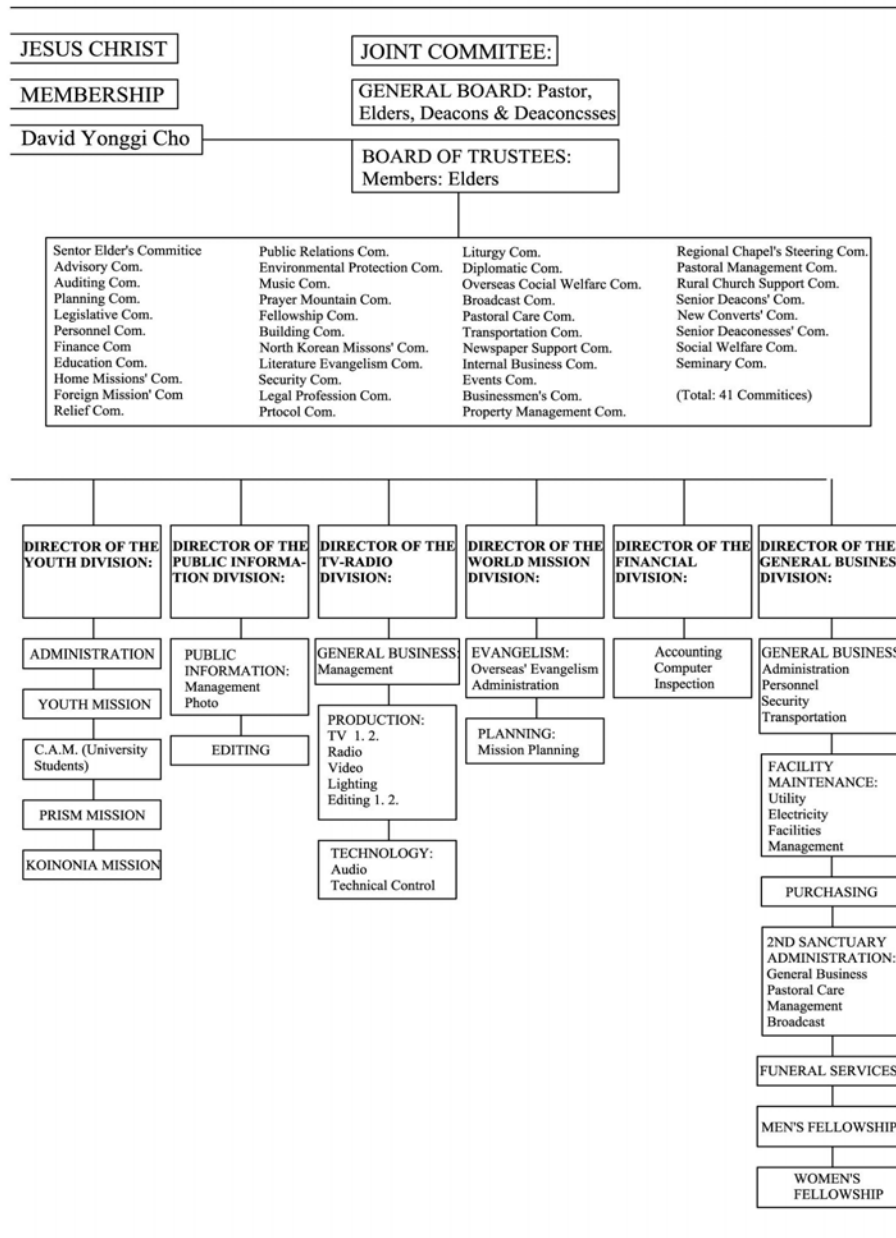 JESUS CHRIST
MEMBERSHIP
David Yonggi Cho
JOINT COMMITEE:
GENERAL BOARD: Pastor,
Elders, Deacons & Deaconcsses
BOARD OF TRUSTEES:
Members: Elders
Sentor Elder's Commitice
Advisory Com.
Auditing Com.
Planning Com.
Legislative Com.
Personnel Com.
Finance Com
Education Com.
Home Missions' Com.
Foreign Mission' Com
Relief Com.
Public Relations Com.
Environmental Protection Com.
Music Com.
Prayer Mountain Com.
Fellowship Com.
Building Com.
North Korean Missons' Com.
Literature Evangelism Com.
Security Com.
Legal Profession Com.
Prtocol Com.
Liturgy Com.
Diplomatic Com.
Overseas Cocial Welfarc Com.
Broadcast Com.
Pastoral Care Com.
Transportation Com.
Newspaper Support Com.
Internal Business Com.
Events Com.
Businessmen's Com.
Property Management Com.
Regional Chapel's Steering Com.
Pastoral Management Com.
Rural Church Support Com.
Senior Deacons' Com.
New Converts' Com.
Senior Deaconesses' Com.
Social Welfare Com.
Seminary Com.
(Total: 41 Commitices)
DIRECTOR OF THE
YOUTH DIVISION:
ADMINISTRATION
YOUTH MISSION
C.A.M. (University
Students)
PRISM MISSION
KOINONIA MISSION
DIRECTOR OF THE
PUBLIC INFORMA-
TION DIVISION:
PUBLIC
INFORMATION:
Management
Photo
EDITING
DIRECTOR OF THE
TV-RADIO
DIVISION:
GENERAL BUSINESS:
Management
PRODUCTION:
TV 1. 2.
Radio
Video
Lighting
Editing 1. 2.
TECHNOLOGY:
Audio
Technical Control
DIRECTOR OF THE
WORLD MISSION
DIVISION:
EVANGELISM:
Overseas' Evangelism
Administration
PLANNING:
Mission Planning
DIRECTOR OF THE
FINANCIAL
DIVISION:
Accounting
Computer
Inspection
DIRECTOR OF THE
GENERAL BUSINES
DIVISION:
GENERAL BUSINESS
Administration
Personnel
Security
Transportation
FACILITY
MAINTENANCE:
Utility
Electricity
Facilities
Management
PURCHASING
2ND SANCTUARY
ADMINISTRATION:
General Business
Pastoral Care
Management
Broadcast
FUNERAL SERVICES
MEN'S FELLOWSHIP
WOMEN'S
FELLOWSHIP